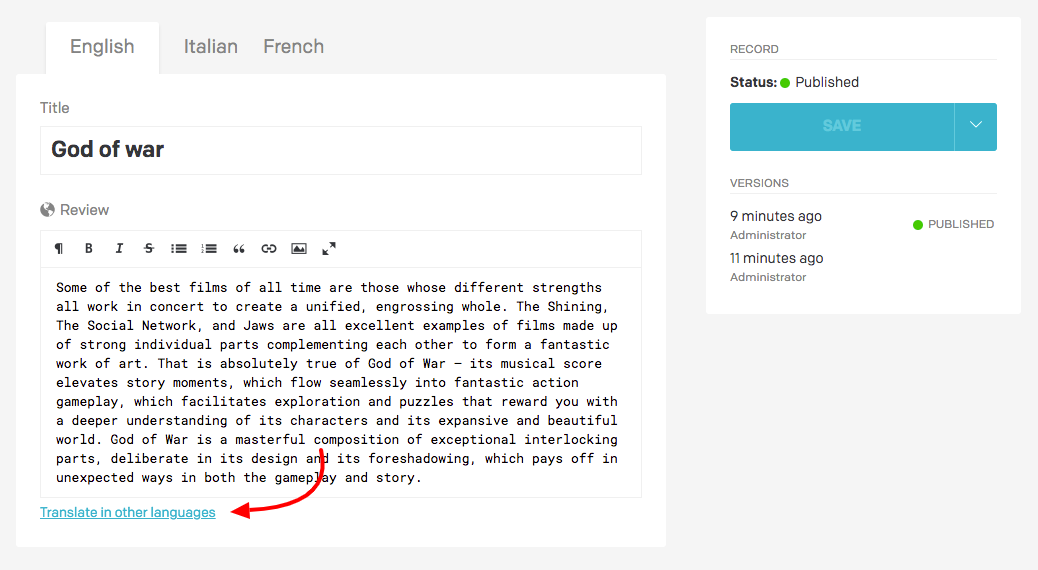 English
Italian
French
Title
God of war
Review
Some of the best films of all time are those whose different strengths
all work in concert to create a unified, engrossing whole. The Shining,
The Social Network, and Jaws are all excellent examples of films made up
of strong individual parts complementing each other to form a fantastic
work of art. That is absolutely true of God of War – its musical score
elevates story moments, which flow seamlessly into fantastic action
gameplay, which facilitates exploration and puzzles that reward you with
a deeper understanding of its characters and its expansive and beautiful
world. God of War is a masterful composition of exceptional interlocking
parts, deliberate in its design and its foreshadowing, which pays off in
unexpected ways in both the gameplay and story.
Translate in other languages
RECORD
Status: Published
SAVE
VERSIONS
9 minutes ago
Administrator
PUBLISHED
11 minutes ago
Administrator